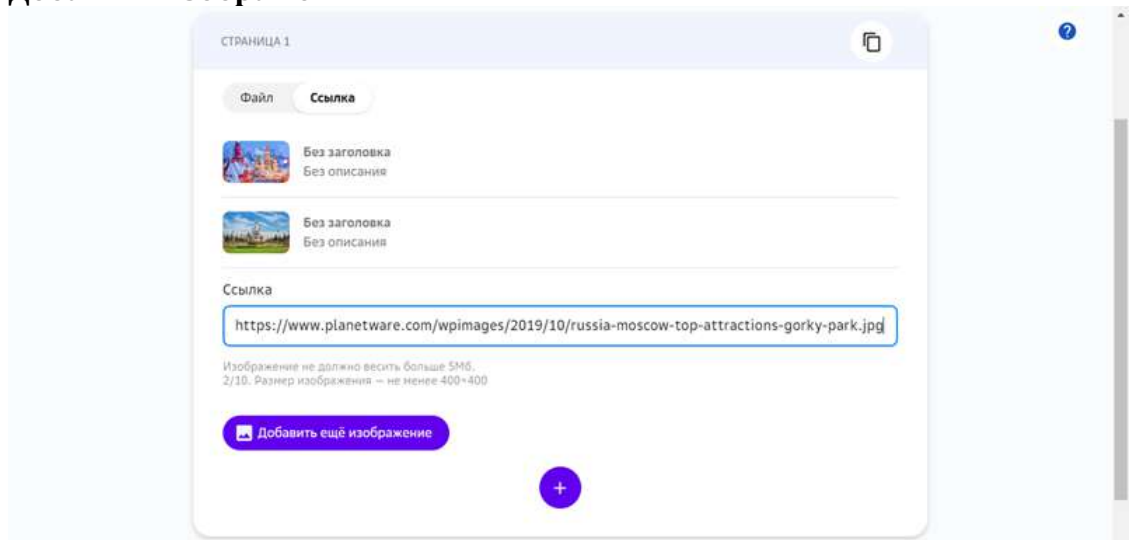 СТРАНИЦА 1
Файл Ссылка
Без заголовка
Без описания
Без заголовка
Без описания
Ссылка
https://www.planetware.com/wpimages/2019/10/russia-moscow-top-attractions-gorky-park.jpg
Изображение не должно весить больше 5Мб.
2/10. Размер изображения — не менее 400×400
Добавить ещё изображение